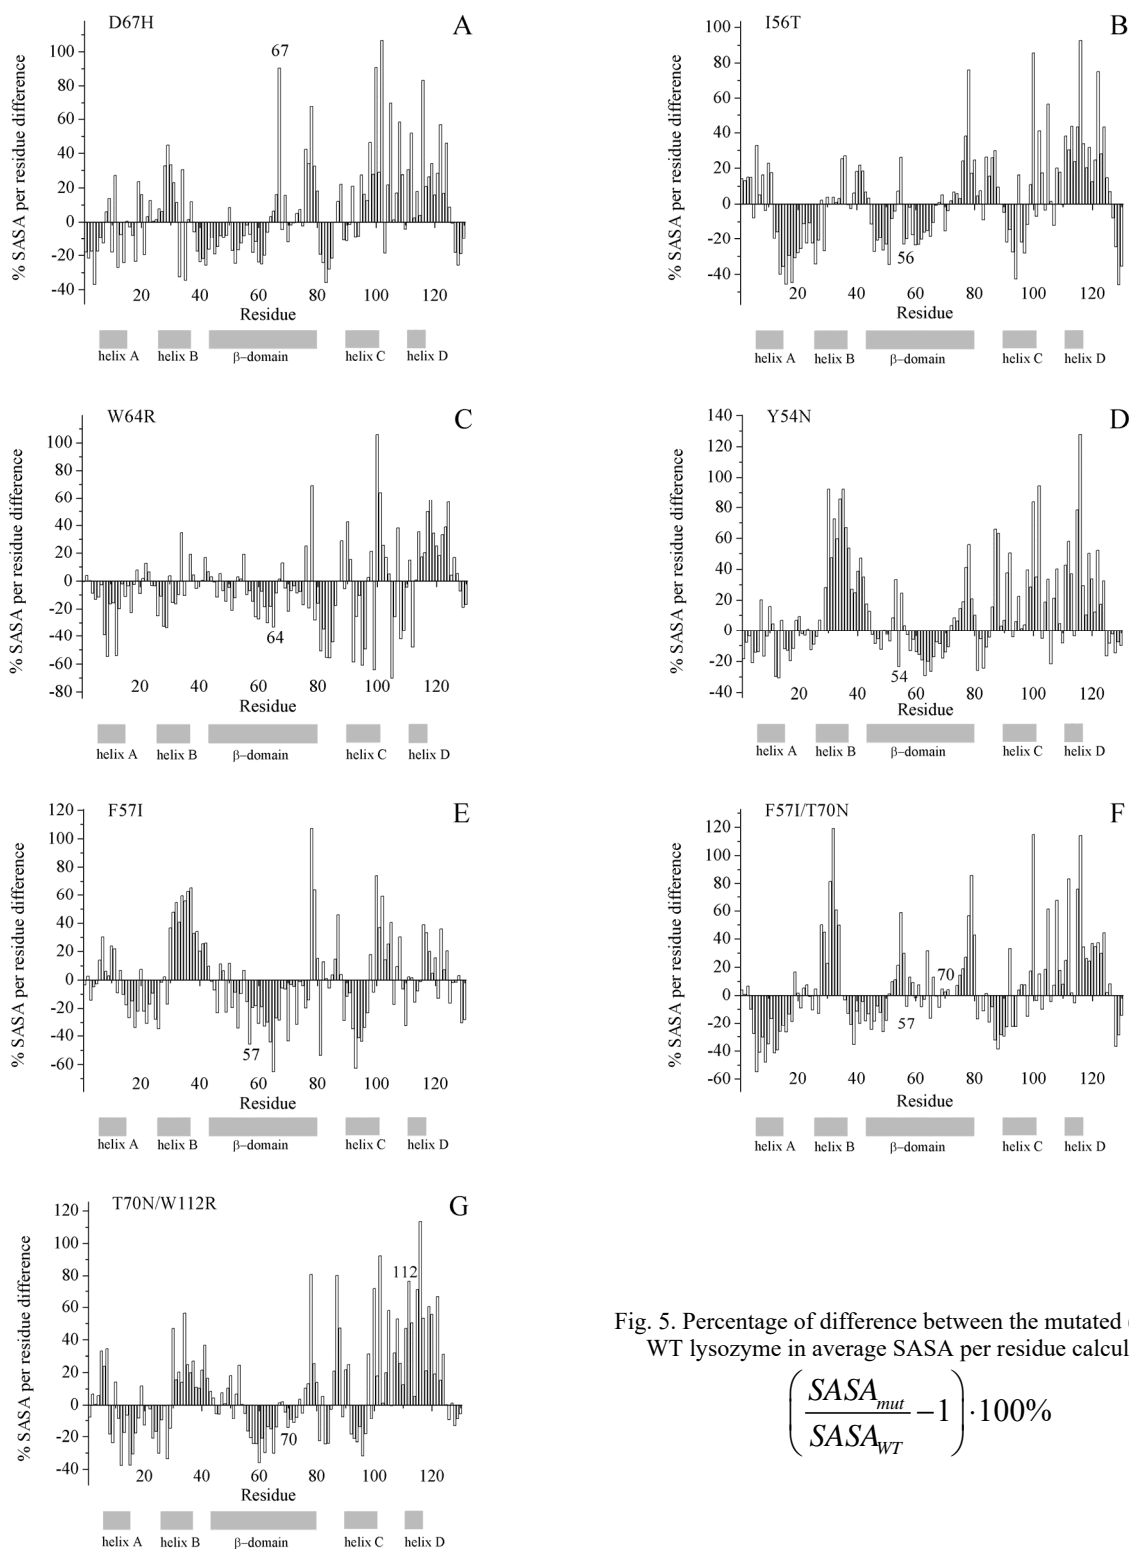 D67H
A
% SASA per residue difference
100
80
60
40
20
0
-20
-40
67
20 40 60 80 100 120
Residue
helix A helix B β–domain helix C helix D
I56T
B
% SASA per residue difference
100
80
60
40
20
0
-20
-40
56
20 40 60 80 100 120
Residue
helix A helix B β–domain helix C helix D
W64R
C
% SASA per residue difference
100
80
60
40
20
0
-20
-40
-60
-80
64
20 40 60 80 100 120
Residue
helix A helix B β–domain helix C helix D
Y54N
D
% SASA per residue difference
140
120
100
80
60
40
20
0
-20
-40
54
20 40 60 80 100 120
Residue
helix A helix B β–domain helix C helix D
F57I
E
% SASA per residue difference
120
100
80
60
40
20
0
-20
-40
-60
57
20 40 60 80 100 120
Residue
helix A helix B β–domain helix C helix D
F57I/T70N
F
% SASA per residue difference
120
100
80
60
40
20
0
-20
-40
-60
70
57
20 40 60 80 100 120
Residue
helix A helix B β–domain helix C helix D
T70N/W112R
G
% SASA per residue difference
120
100
80
60
40
20
0
-20
-40
112
70
20 40 60 80 100 120
Residue
helix A helix B β–domain helix C helix D
Fig. 5. Percentage of difference between the mutated
WT lysozyme in average SASA per residue calcul
(SASA_mut / SASA_WT − 1) · 100%